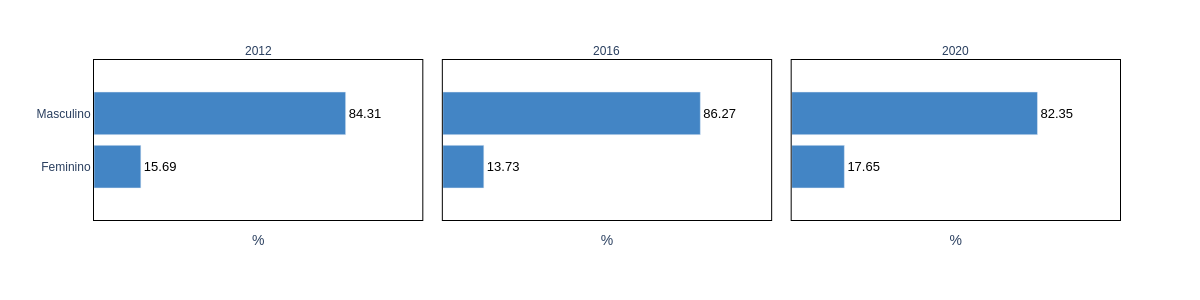 2012 2016 2020
Masculino 84.31 86.27 82.35
Feminino 15.69 13.73 17.65
% % %